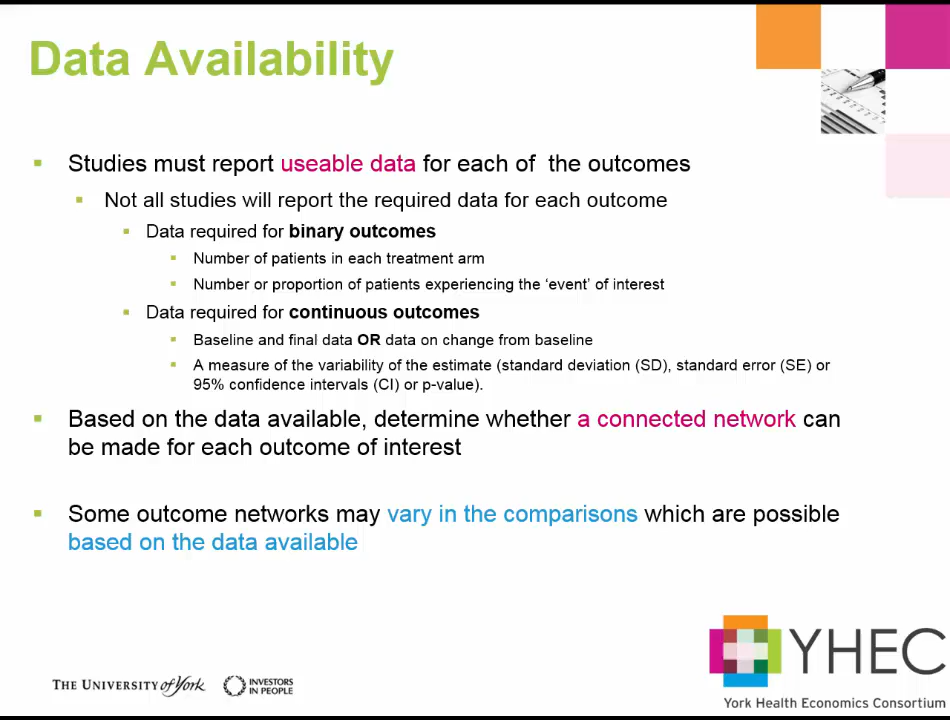 Data Availability
Studies must report useable data for each of the outcomes
Not all studies will report the required data for each outcome
Data required for binary outcomes
Number of patients in each treatment arm
Number or proportion of patients experiencing the ‘event’ of interest
Data required for continuous outcomes
Baseline and final data OR data on change from baseline
A measure of the variability of the estimate (standard deviation (SD), standard error (SE) or
95% confidence intervals (CI) or p-value).
Based on the data available, determine whether a connected network can
be made for each outcome of interest
Some outcome networks may vary in the comparisons which are possible
based on the data available
THE UNIVERSITY of York
INVESTORS
IN PEOPLE
YHEC
York Health Economics Consortium